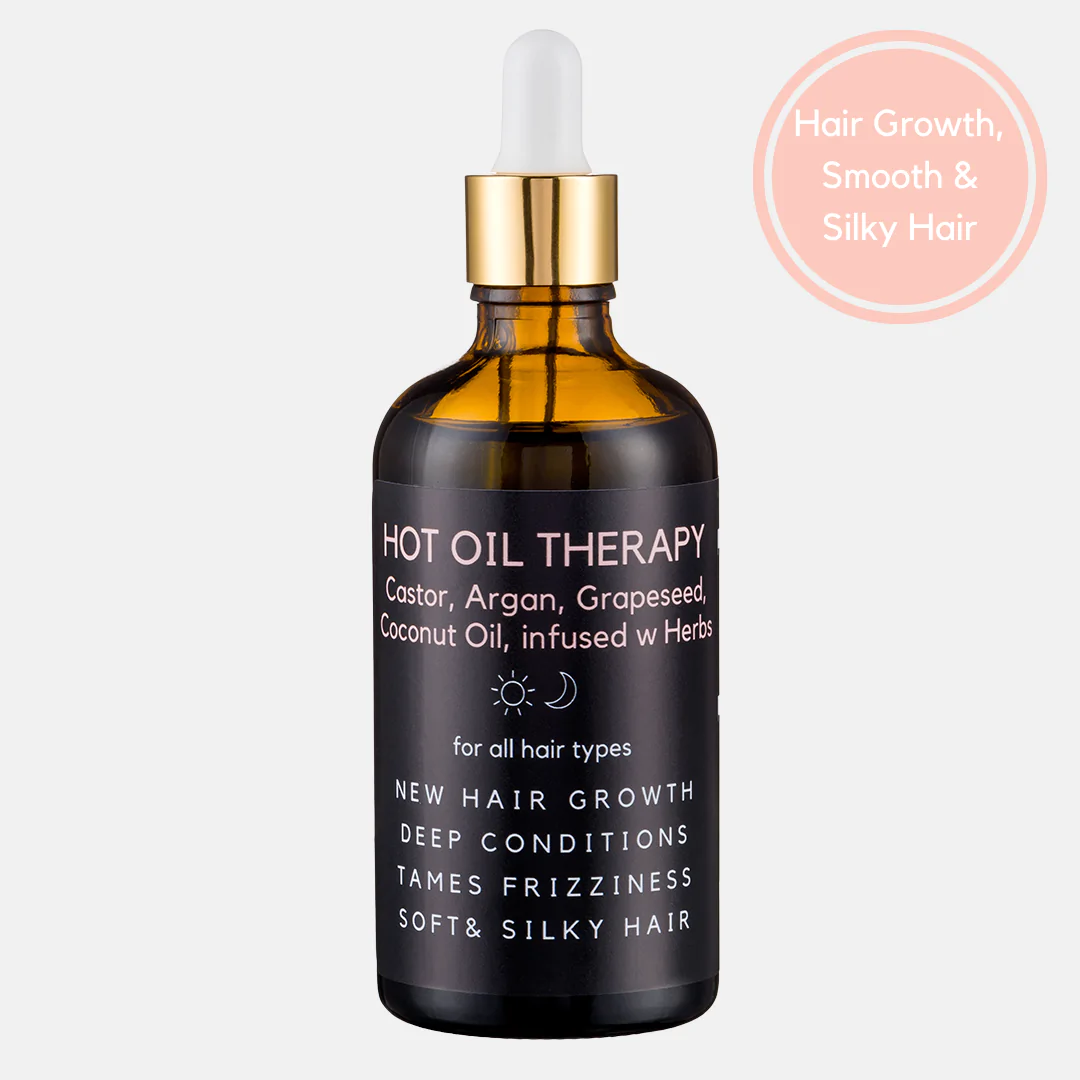 Hair Growth,
Smooth &
Silky Hair
HOT OIL THERAPY
Castor, Argan, Grapeseed,
Coconut Oil, infused w Herbs
for all hair types
NEW HAIR GROWTH
DEEP CONDITIONS
TAMES FRIZZINESS
SOFT& SILKY HAIR